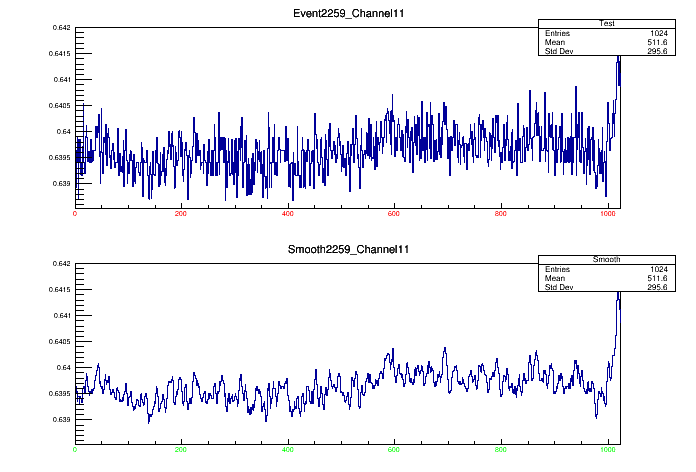 Event2259_Channel11
Test
Entries 1024
Mean 511.6
Std Dev 295.6
0.642
0.6415
0.641
0.6405
0.64
0.6395
0.639
0 200 400 600 800 1000
Smooth2259_Channel11
Smooth
Entries 1024
Mean 511.6
Std Dev 295.6
0.642
0.6415
0.641
0.6405
0.64
0.6395
0.639
0 200 400 600 800 1000